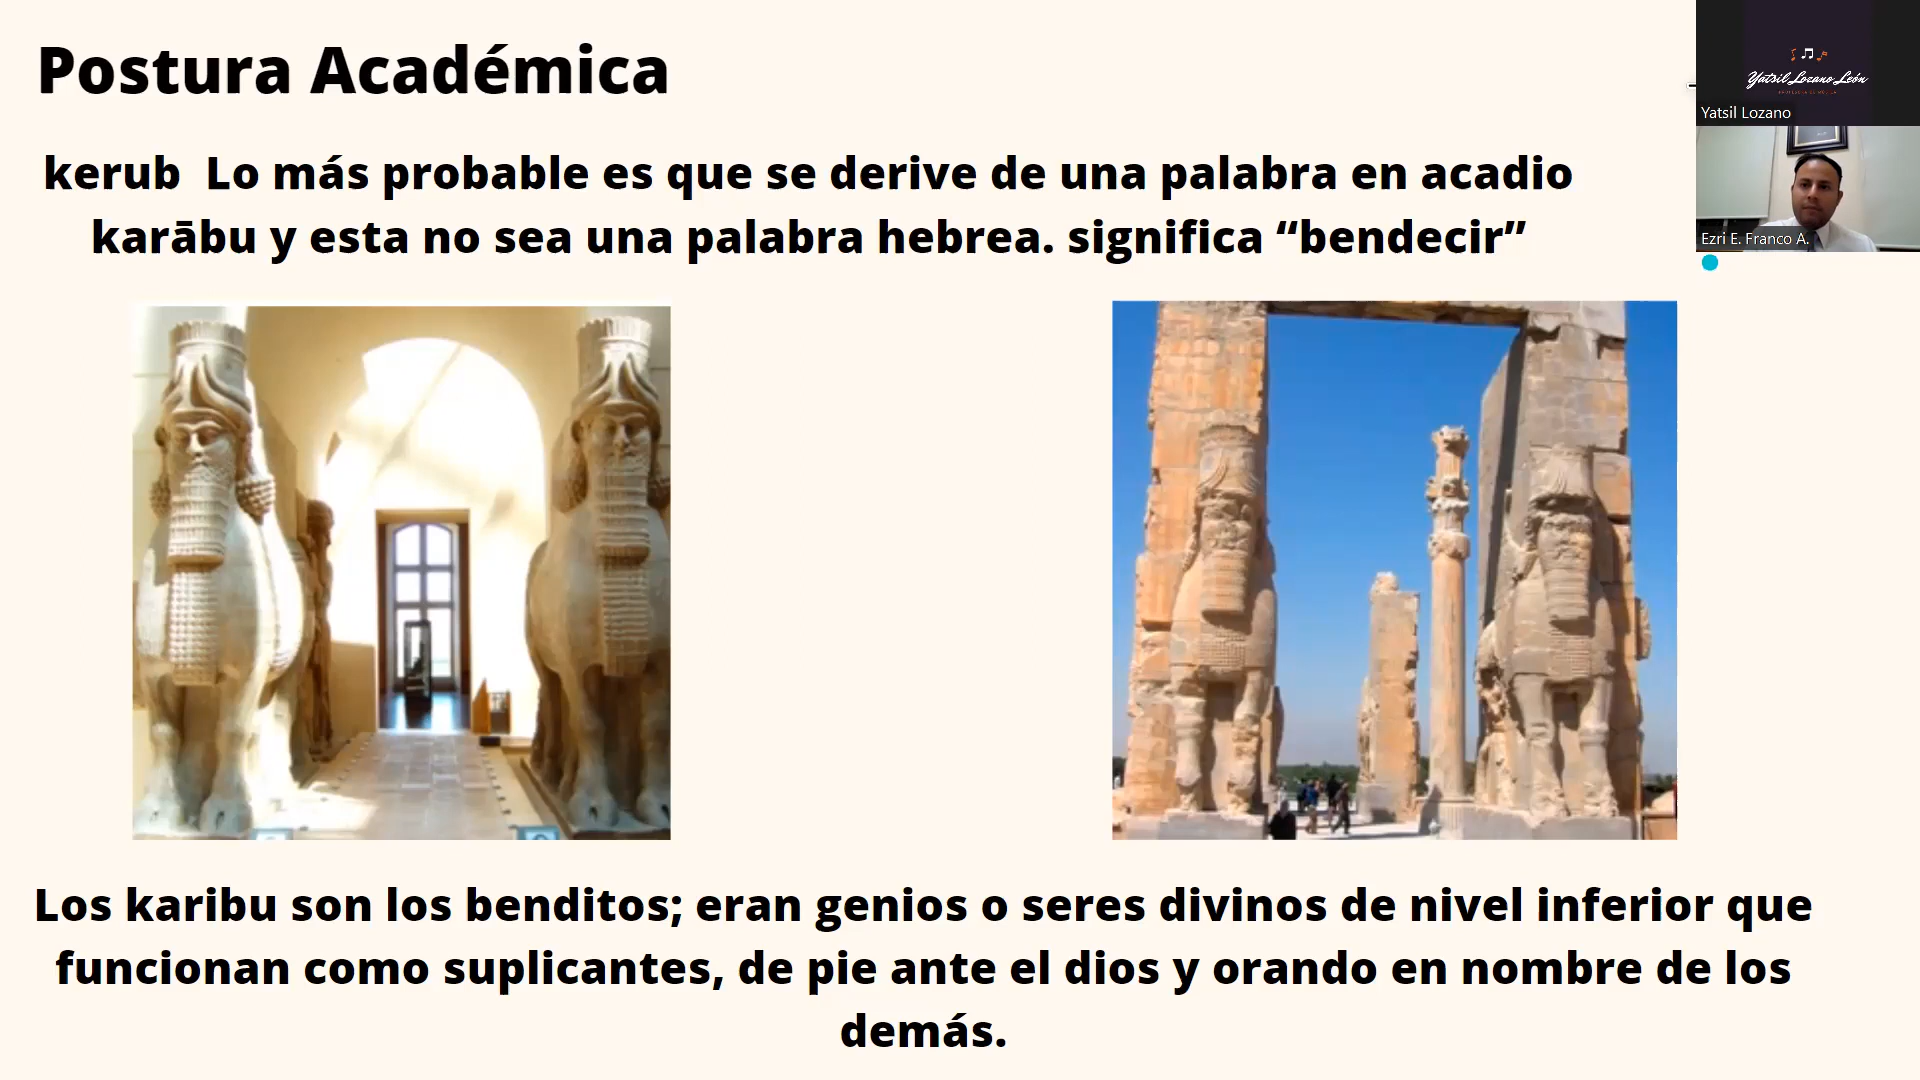 Postura Académica
kerub Lo más probable es que se derive de una palabra en acadio
karābu y esta no sea una palabra hebrea. significa “bendecir”
Los karibu son los benditos; eran genios o seres divinos de nivel inferior que
funcionan como suplicantes, de pie ante el dios y orando en nombre de los
demás.
Yatsil Lozano León
Yatsil Lozano
Ezri E. Franco A.